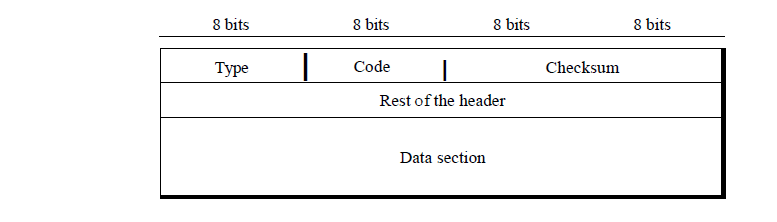 8 bits 8 bits 8 bits 8 bits
Type Code Checksum
Rest of the header
Data section